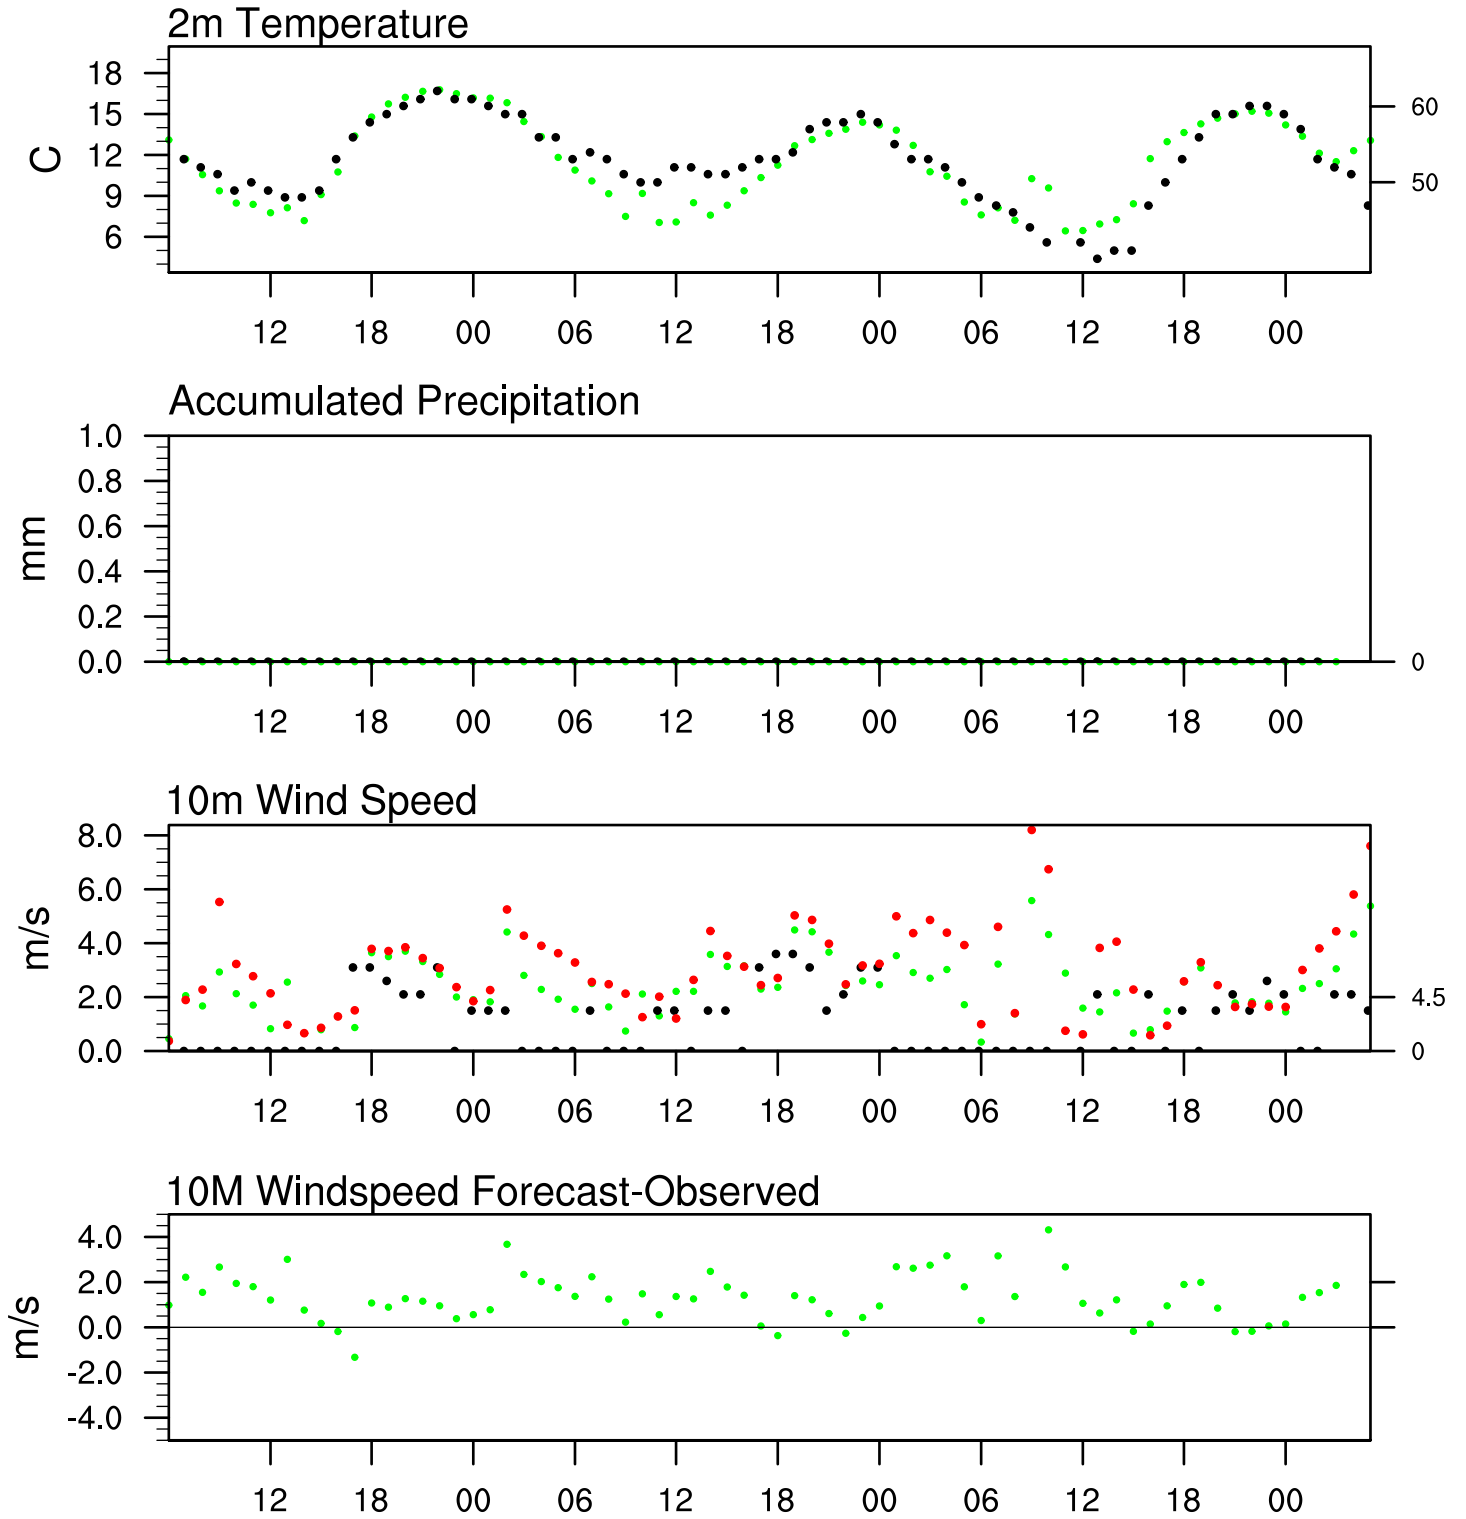 2m Temperature
18
15
12
9
6
C
60
50
12 18 00 06 12 18 00 06 12 18 00
Accumulated Precipitation
1.0
0.8
0.6
0.4
0.2
0.0
mm
0
12 18 00 06 12 18 00 06 12 18 00
10m Wind Speed
8.0
6.0
4.0
2.0
0.0
m/s
4.5
0
12 18 00 06 12 18 00 06 12 18 00
10M Windspeed Forecast-Observed
4.0
2.0
0.0
-2.0
-4.0
m/s
12 18 00 06 12 18 00 06 12 18 00